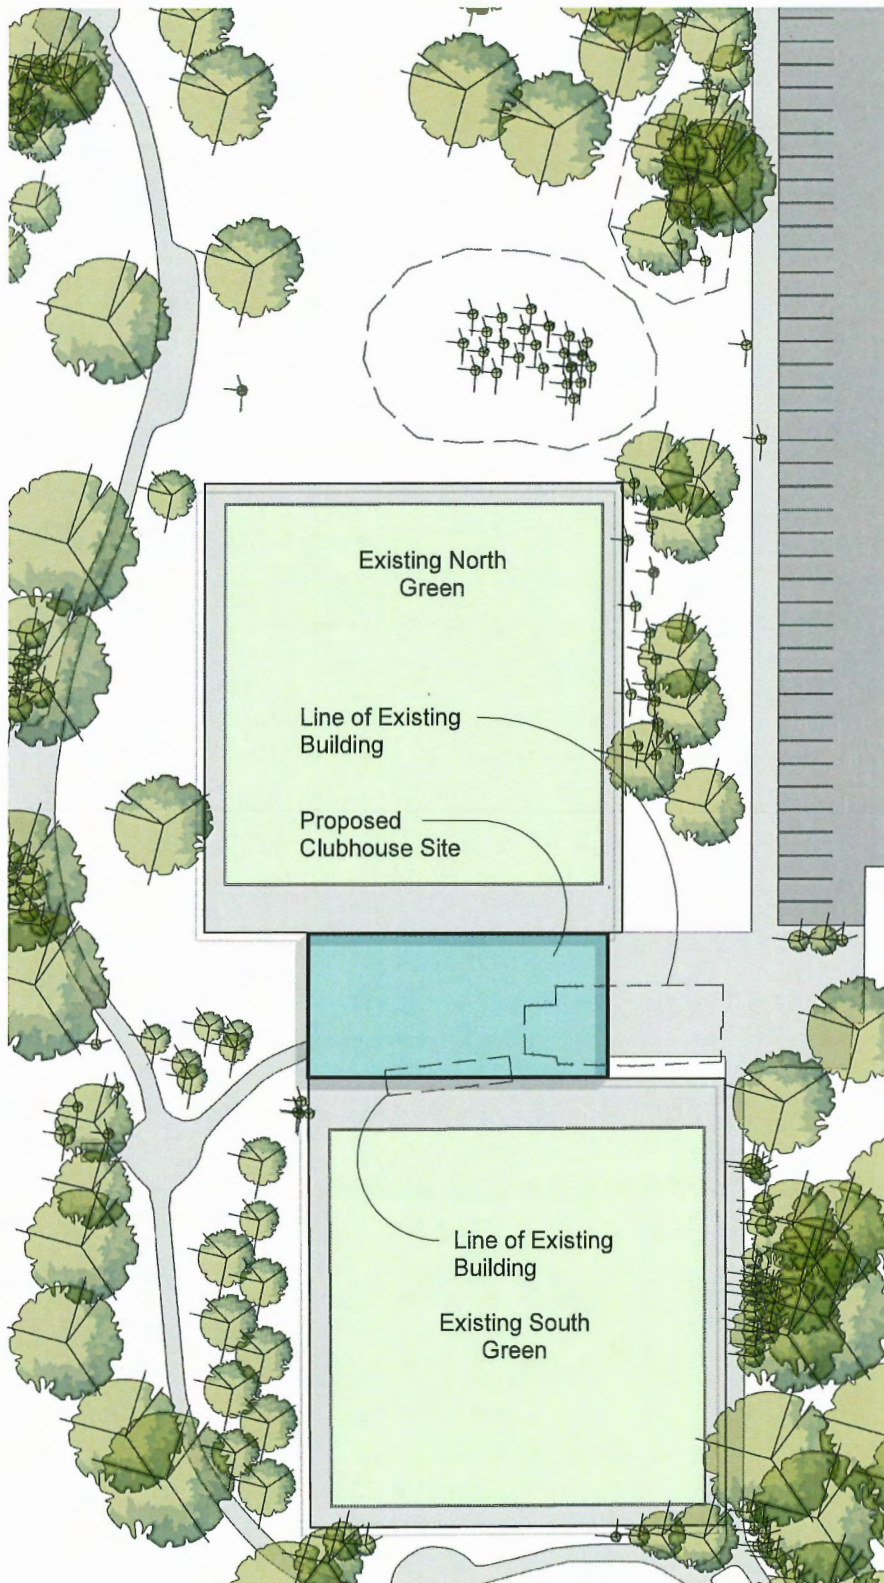 Existing North
Green
Line of Existing
Building
Proposed
Clubhouse Site
Line of Existing
Building
Existing South
Green